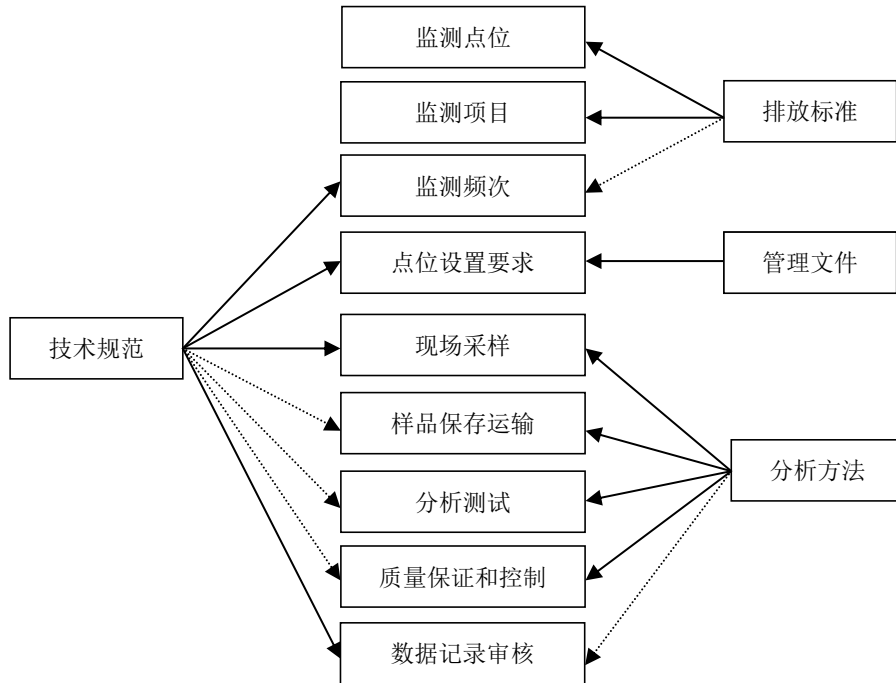 监测点位
监测项目
排放标准
监测频次
点位设置要求
管理文件
技术规范
现场采样
样品保存运输
分析方法
分析测试
质量保证和控制
数据记录审核